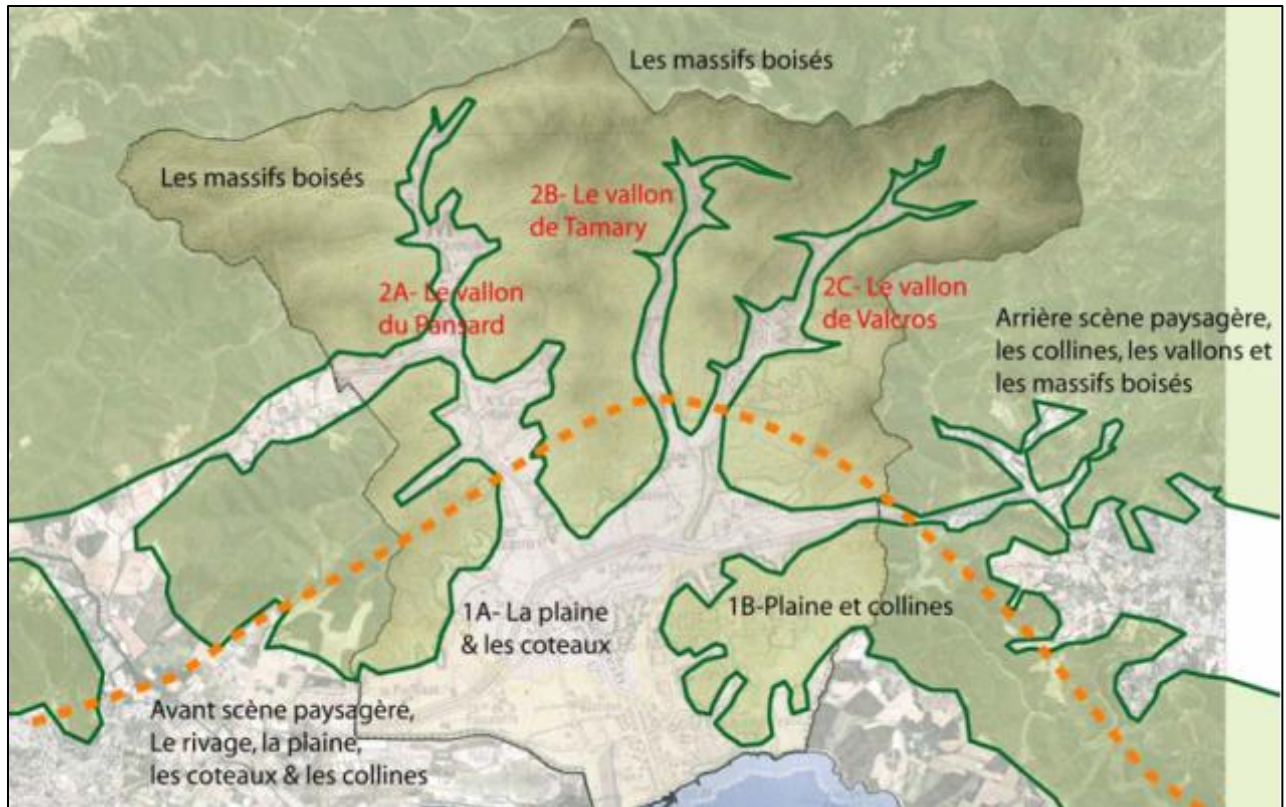 Les massifs boisés
Les massifs boisés
2B- Le vallon
de Tamary
2A- Le vallon
du Pansard
2C- Le vallon
de Valcros
Arrière scène paysagère,
les collines, les vallons et
les massifs boisés
1A- La plaine
& les coteaux
1B-Plaine et collines
Avant scène paysagère,
Le rivage, la plaine,
les coteaux & les collines